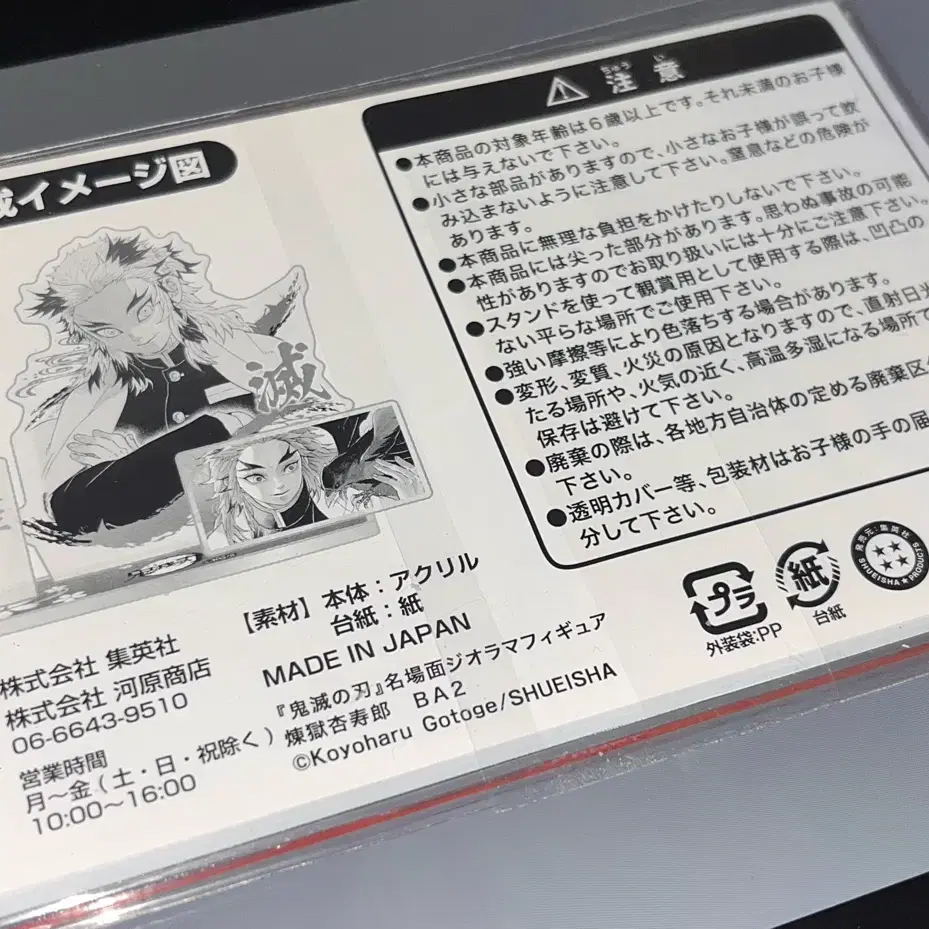 成イメージ図
滅
⚠ 注意
ちゅう い
●本商品の対象年齢は6歳以上です。それ未満のお子様
には与えないで下さい。
●小さな部品がありますので、小さなお子様が誤って飲
み込まないように注意して下さい。窒息などの危険が
あります。
●本商品に無理な負担をかけたりしないで下さい。
●本商品には尖った部分があります。思わぬ事故の可能
性がありますのでお取り扱いには十分にご注意下さい。
●スタンドを使って観賞用として使用する際は、凹凸の
ない平らな場所でご使用下さい。
●強い摩擦等により色落ちする場合があります。
●変形、変質、火災の原因となりますので、直射日光
たる場所や、火気の近く、高温多湿になる場所で
保存は避けて下さい。
●廃棄の際は、各地方自治体の定める廃棄区分
下さい。
●透明カバー等、包装材はお子様の手の届
分して下さい。
【素材】本体:アクリル
台紙:紙
MADE IN JAPAN
『鬼滅の刃』名場面ジオラマフィギュア
煉獄杏寿郎 BA2
©Koyoharu Gotoge/SHUEISHA
株式会社 集英社
株式会社 河原商店
06-6643-9510
営業時間
月〜金(土・日・祝除く)
10:00〜16:00
プラ
外装袋:PP
紙
台紙
発売元:集英社
SHUEISHA★PRODUCTS